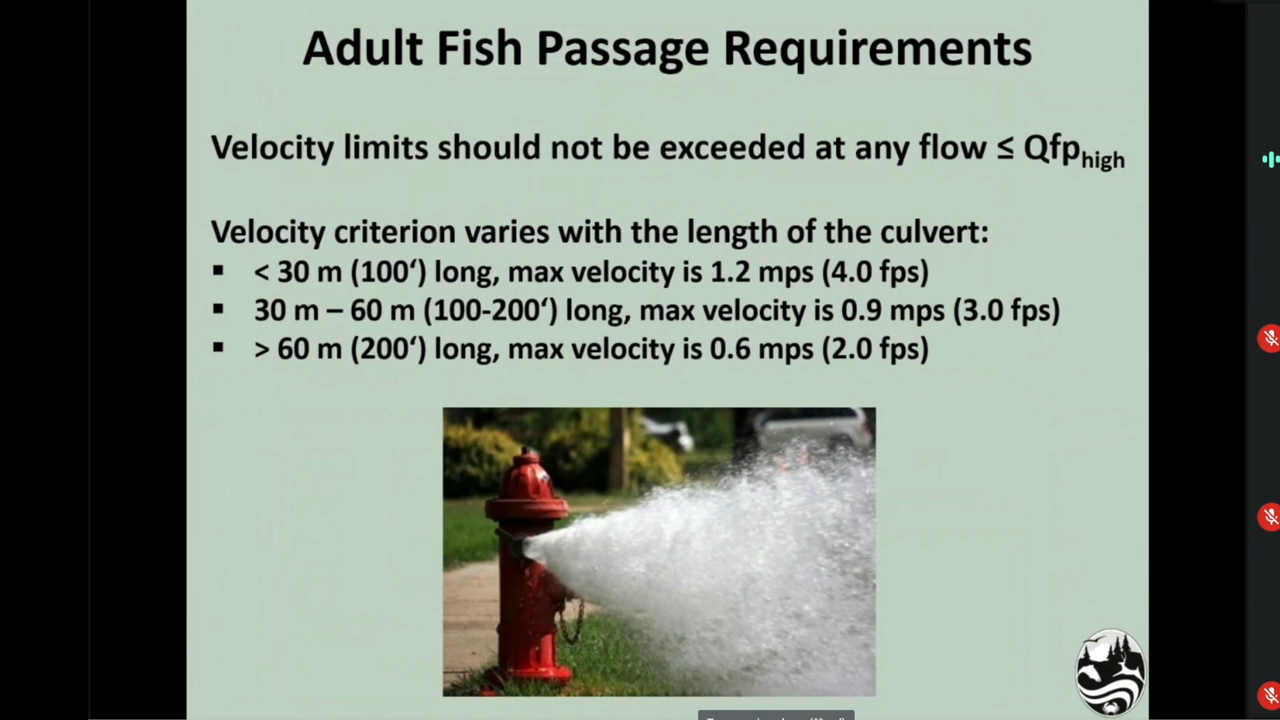 Adult Fish Passage Requirements
Velocity limits should not be exceeded at any flow ≤ Qfphigh
Velocity criterion varies with the length of the culvert:
▪ < 30 m (100‘) long, max velocity is 1.2 mps (4.0 fps)
▪ 30 m – 60 m (100-200‘) long, max velocity is 0.9 mps (3.0 fps)
▪ > 60 m (200‘) long, max velocity is 0.6 mps (2.0 fps)